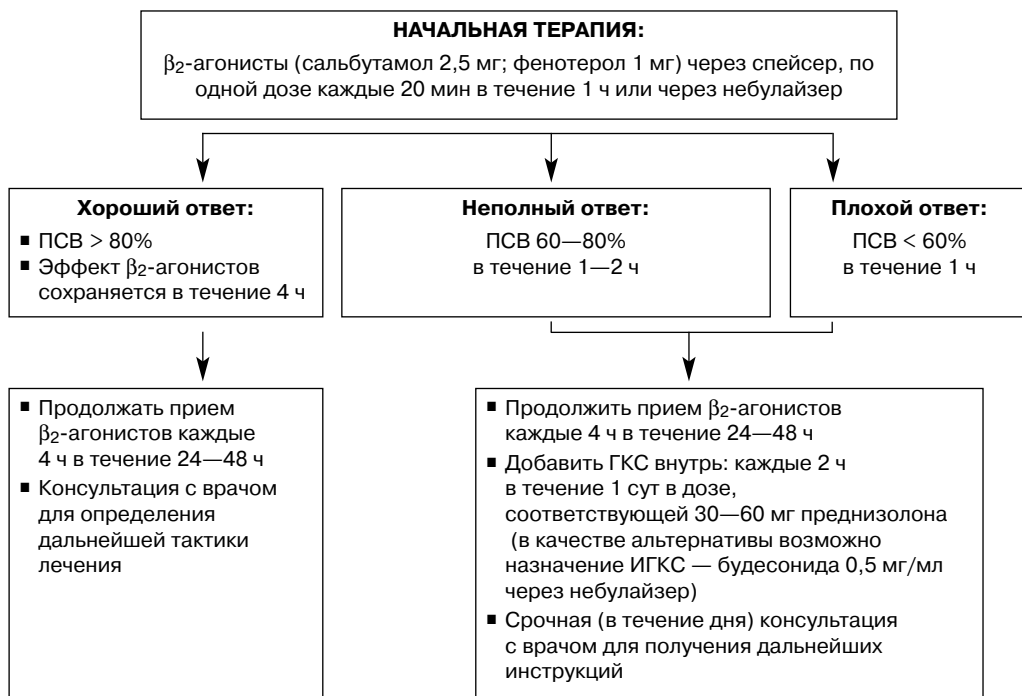 НАЧАЛЬНАЯ ТЕРАПИЯ:
β₂-агонисты (сальбутамол 2,5 мг; фенотерол 1 мг) через спейсер, по
одной дозе каждые 20 мин в течение 1 ч или через небулайзер
Хороший ответ:
■ ПСВ > 80%
■ Эффект β₂-агонистов
сохраняется в течение 4 ч
Неполный ответ:
ПСВ 60—80%
в течение 1—2 ч
Плохой ответ:
ПСВ < 60%
в течение 1 ч
■ Продолжать прием
β₂-агонистов каждые
4 ч в течение 24—48 ч
■ Консультация с врачом
для определения
дальнейшей тактики
лечения
■ Продолжить прием β₂-агонистов
каждые 4 ч в течение 24—48 ч
■ Добавить ГКС внутрь: каждые 2 ч
в течение 1 сут в дозе,
соответствующей 30—60 мг преднизолона
(в качестве альтернативы возможно
назначение ИГКС — будесонида 0,5 мг/мл
через небулайзер)
■ Срочная (в течение дня) консультация
с врачом для получения дальнейших
инструкций